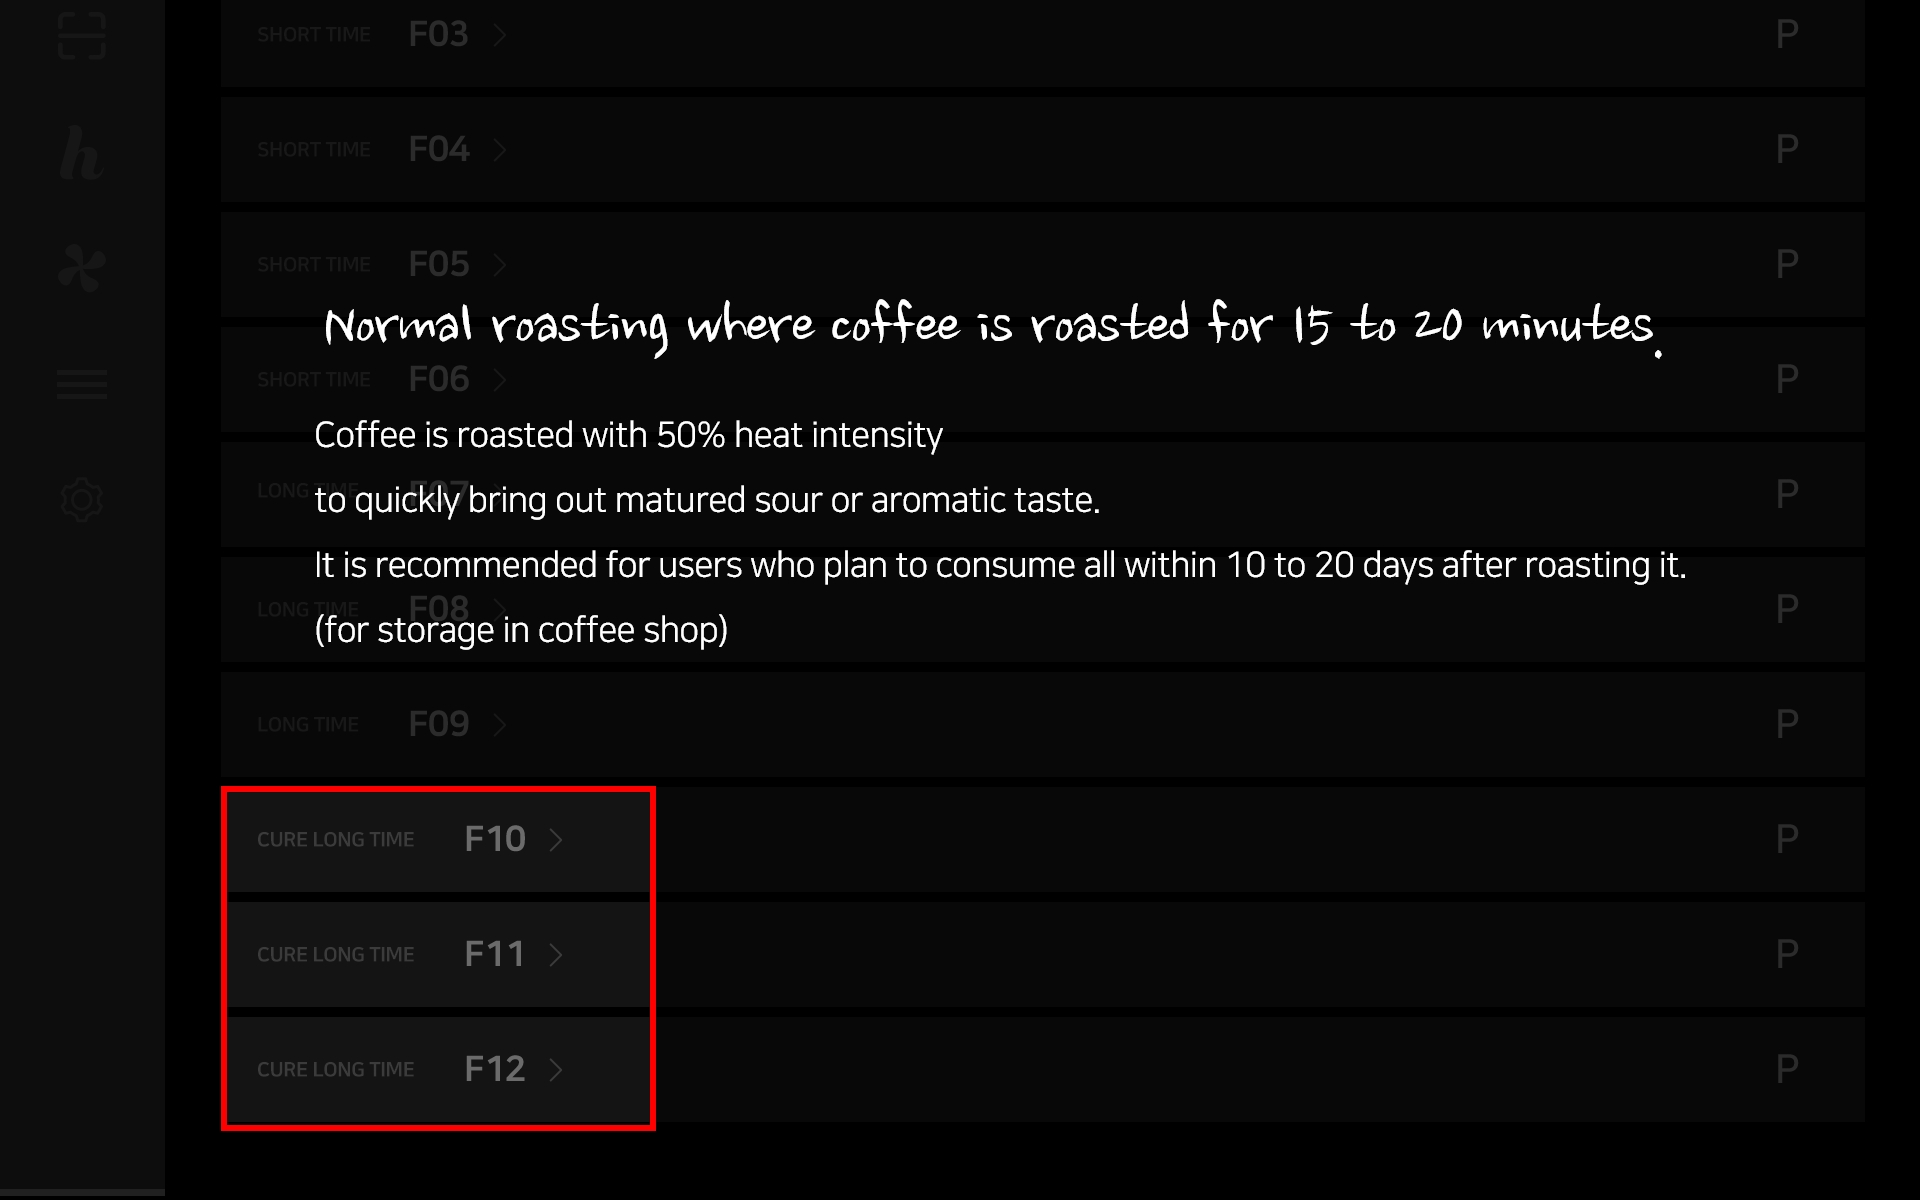 SHORT TIME F03 > P
h
SHORT TIME F04 > P
SHORT TIME F05 > P
Normal roasting where coffee is roasted for 15 to 20 minutes.
SHORT TIME F06 > P
Coffee is roasted with 50% heat intensity
LONG TIME F07 > P
to quickly bring out matured sour or aromatic taste.
It is recommended for users who plan to consume all within 10 to 20 days after roasting it.
LONG TIME F08 > P
(for storage in coffee shop)
LONG TIME F09 > P
CURE LONG TIME F10 > P
CURE LONG TIME F11 > P
CURE LONG TIME F12 > P